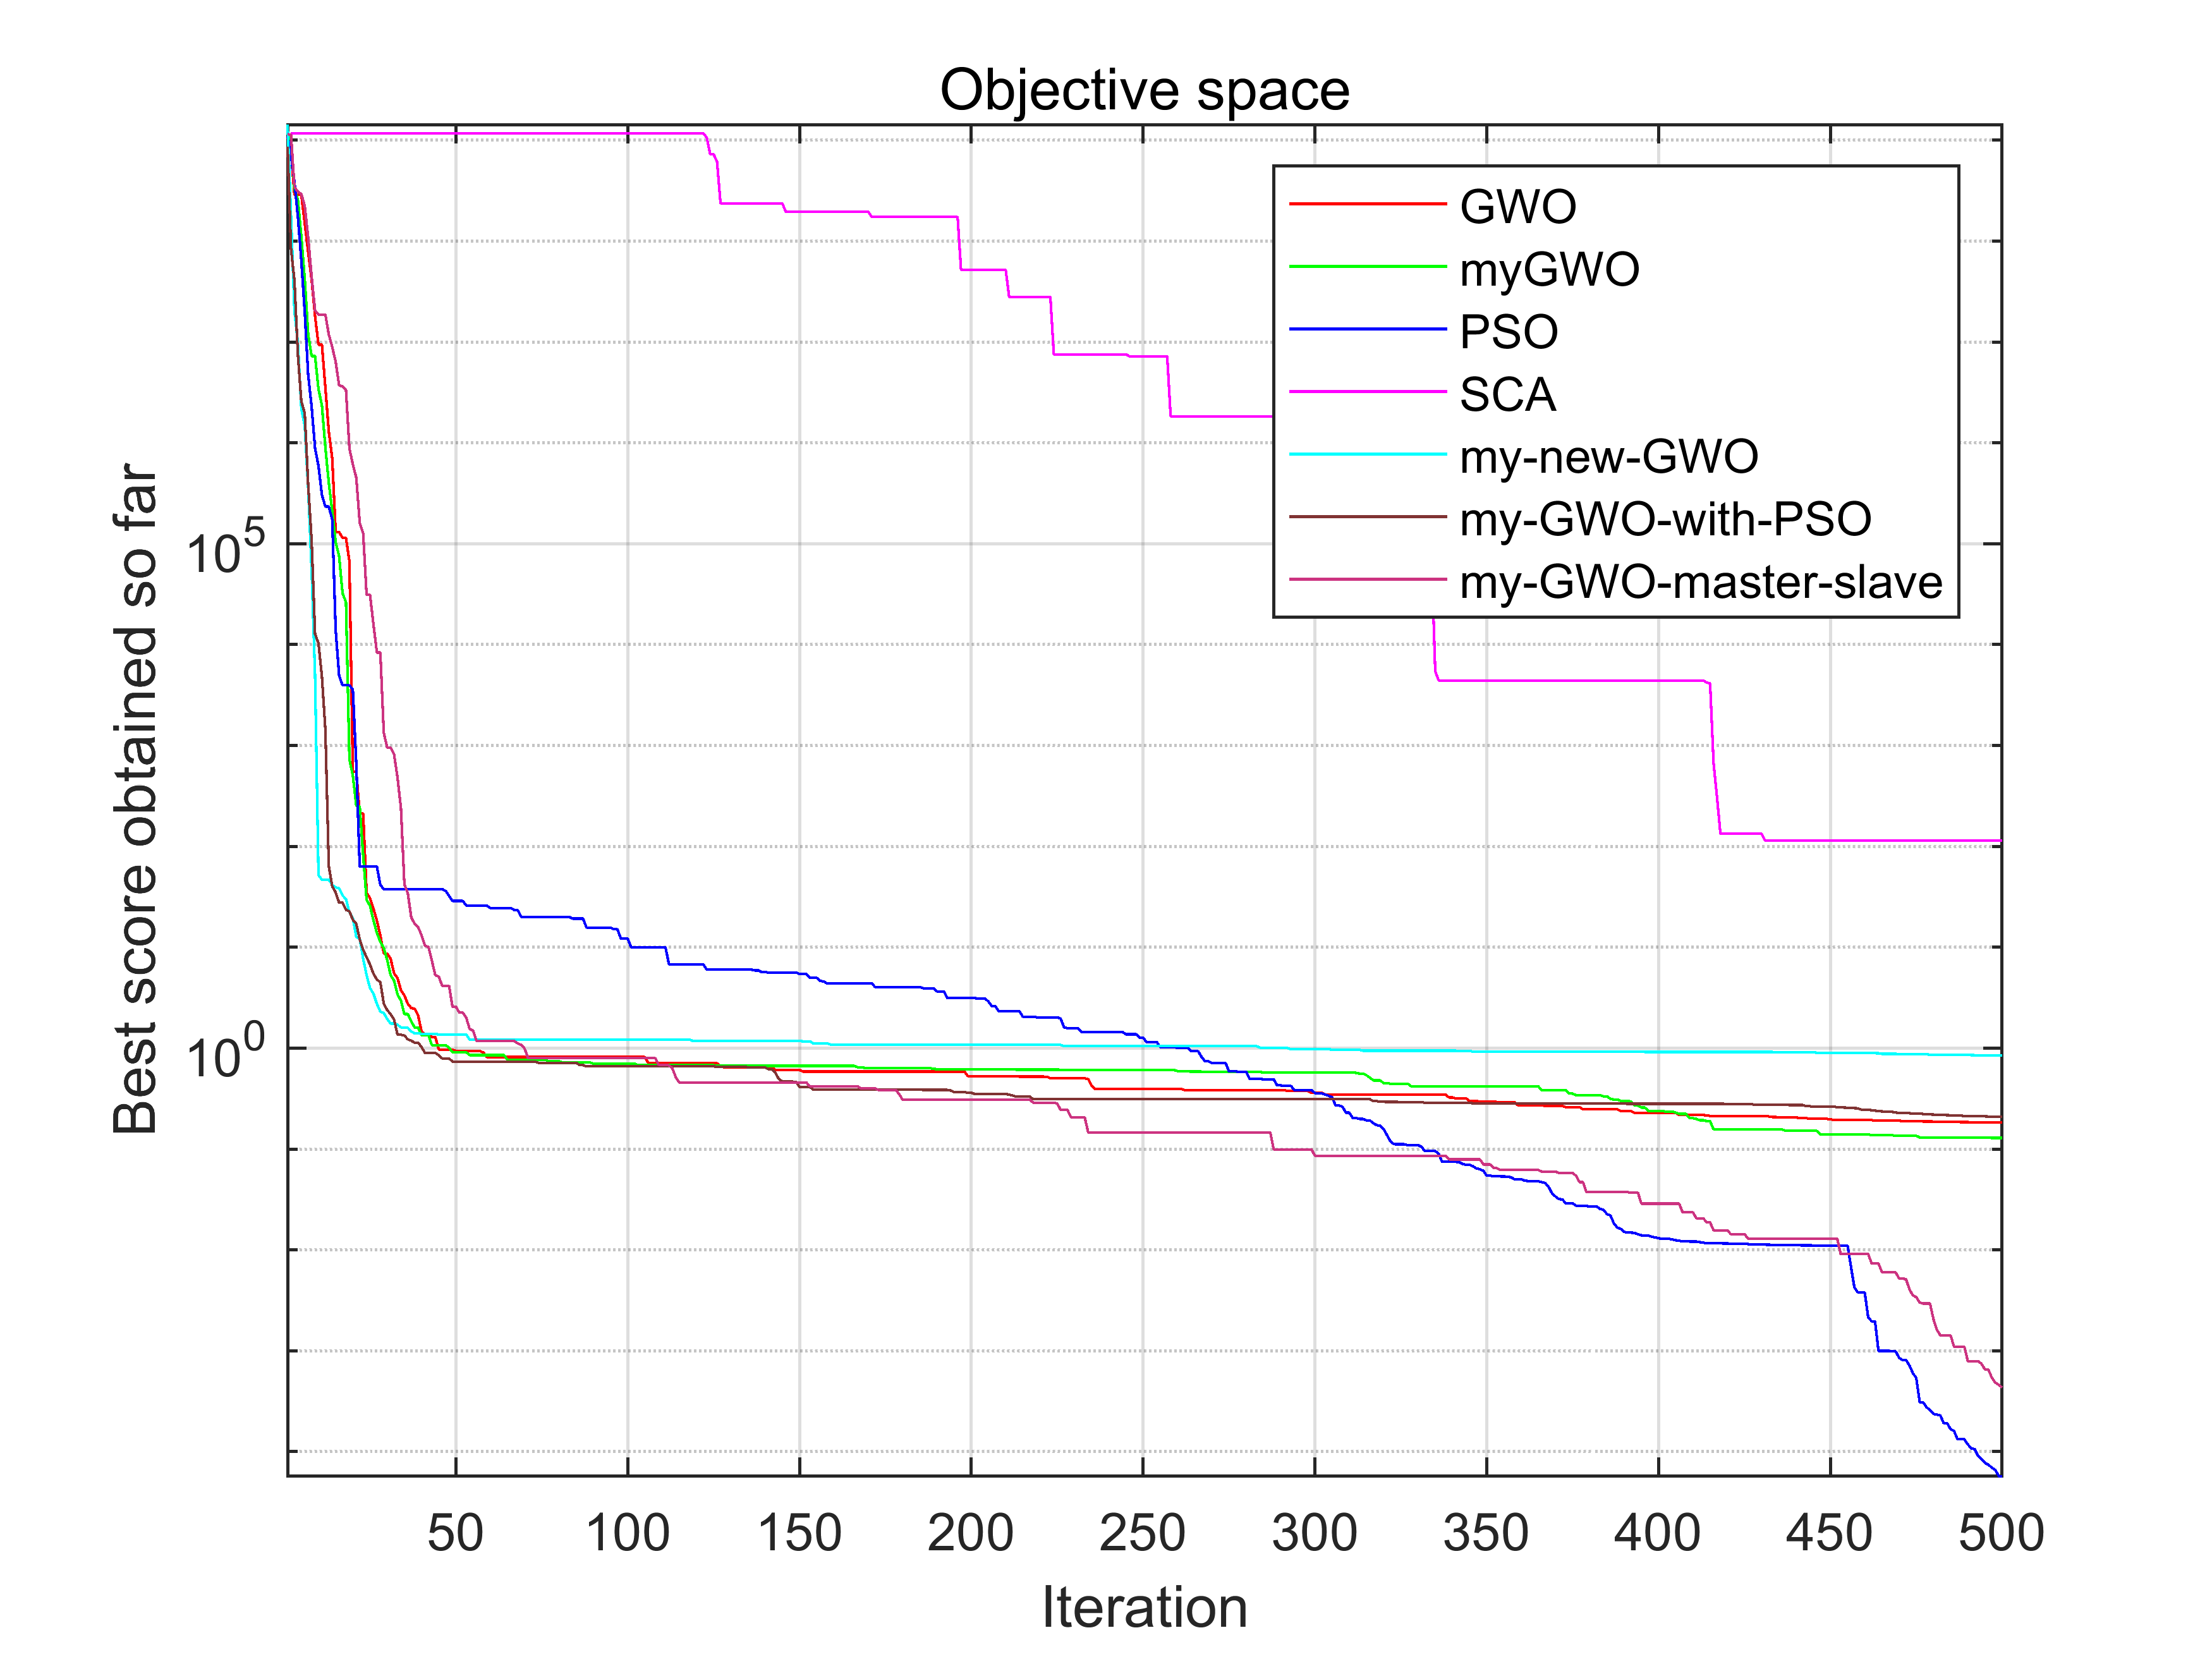 Objective space
Best score obtained so far
10^5
10^0
GWO
myGWO
PSO
SCA
my-new-GWO
my-GWO-with-PSO
my-GWO-master-slave
50 100 150 200 250 300 350 400 450 500
Iteration